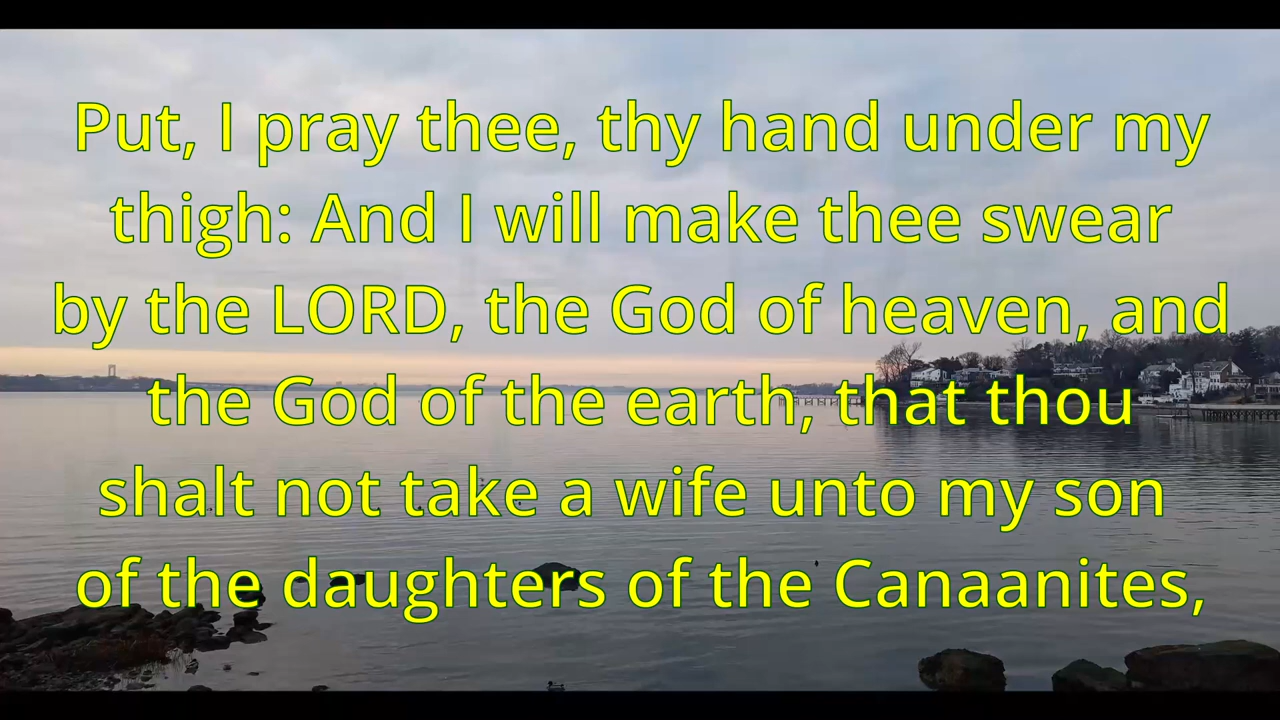 Put, I pray thee, thy hand under my
thigh: And I will make thee swear
by the LORD, the God of heaven, and
the God of the earth, that thou
shalt not take a wife unto my son
of the daughters of the Canaanites,